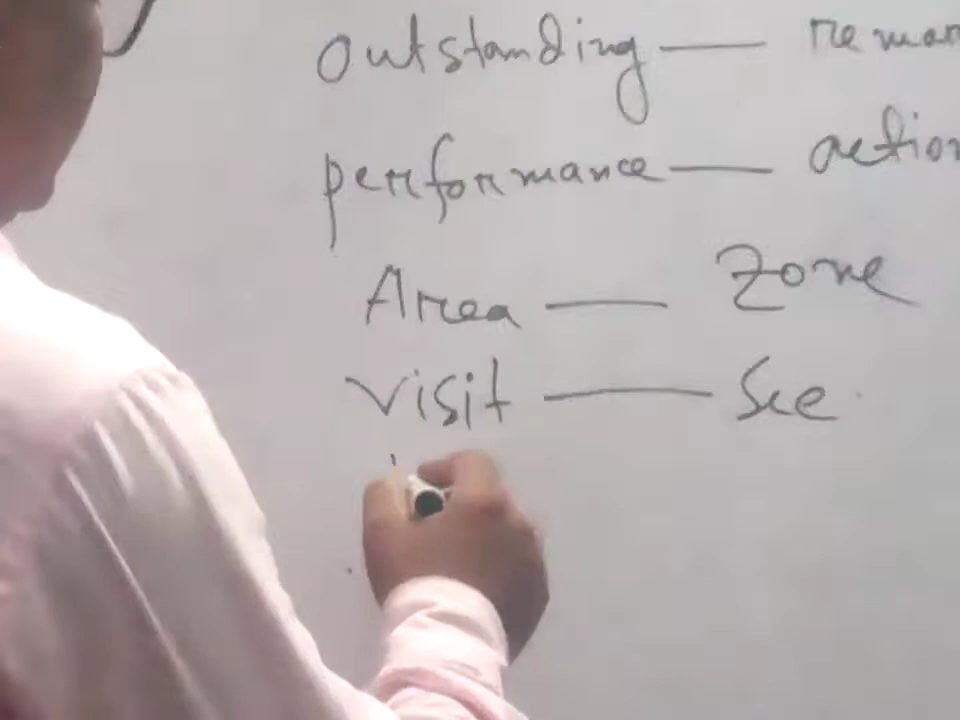 Outstanding — remar
performance — action
Area — Zone
Visit — See